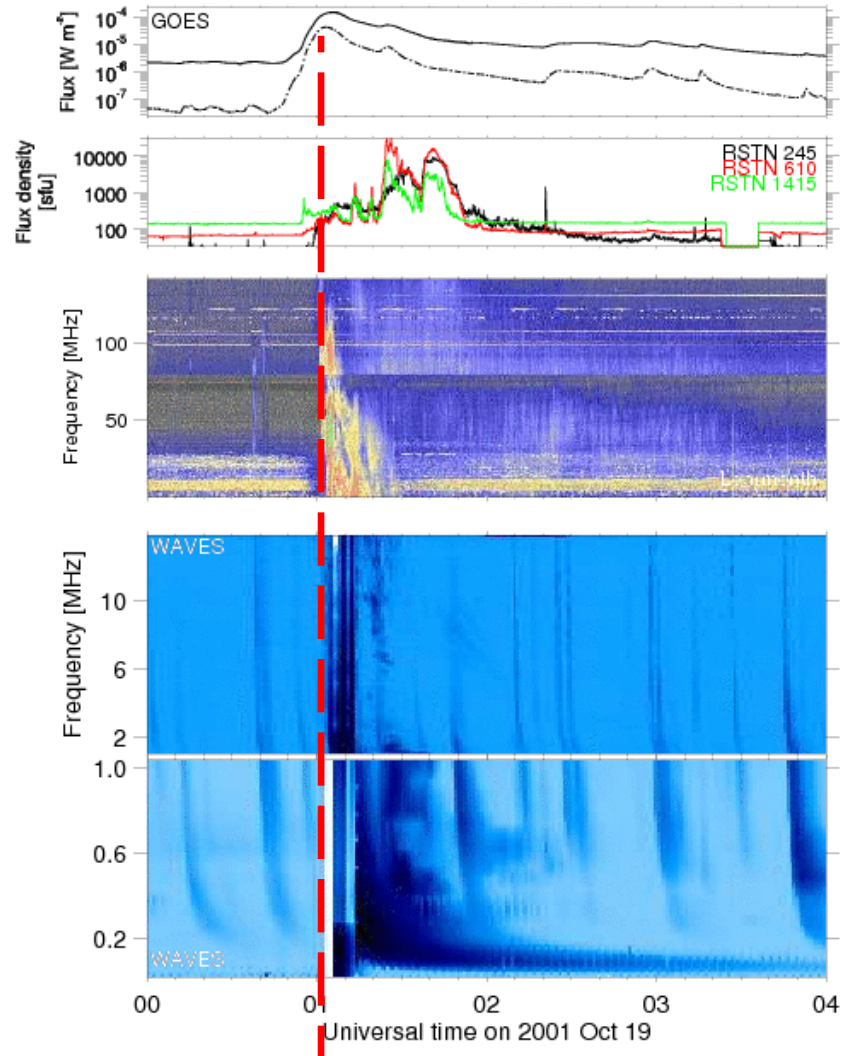 GOES
Flux [W m⁻²]
10⁻⁴
10⁻⁵
10⁻⁶
10⁻⁷
Flux density
[sfu]
10000
1000
100
RSTN 245
RSTN 610
RSTN 1415
Frequency [MHz]
100
50
WAVES
Frequency [MHz]
10
6
2
1.0
0.6
0.2
WAVES
00 01 02 03 04
Universal time on 2001 Oct 19